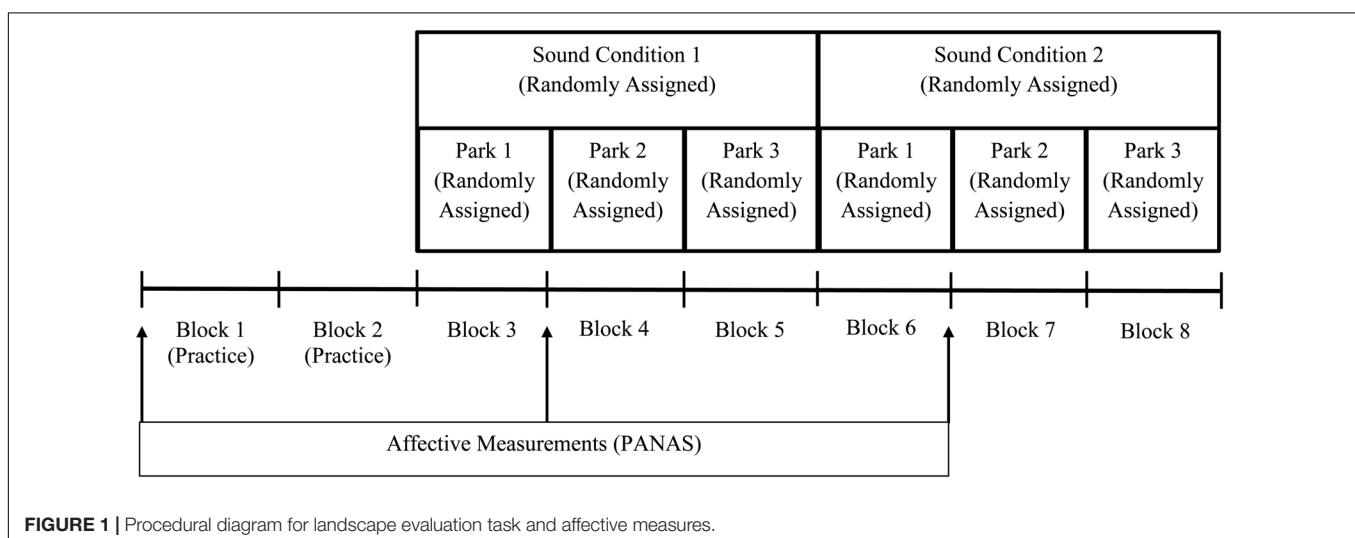 Sound Condition 1
(Randomly Assigned)
Sound Condition 2
(Randomly Assigned)
Park 1
(Randomly
Assigned)
Park 2
(Randomly
Assigned)
Park 3
(Randomly
Assigned)
Park 1
(Randomly
Assigned)
Park 2
(Randomly
Assigned)
Park 3
(Randomly
Assigned)
Block 1
(Practice)
Block 2
(Practice)
Block 3
Block 4
Block 5
Block 6
Block 7
Block 8
Affective Measurements (PANAS)
FIGURE 1 | Procedural diagram for landscape evaluation task and affective measures.